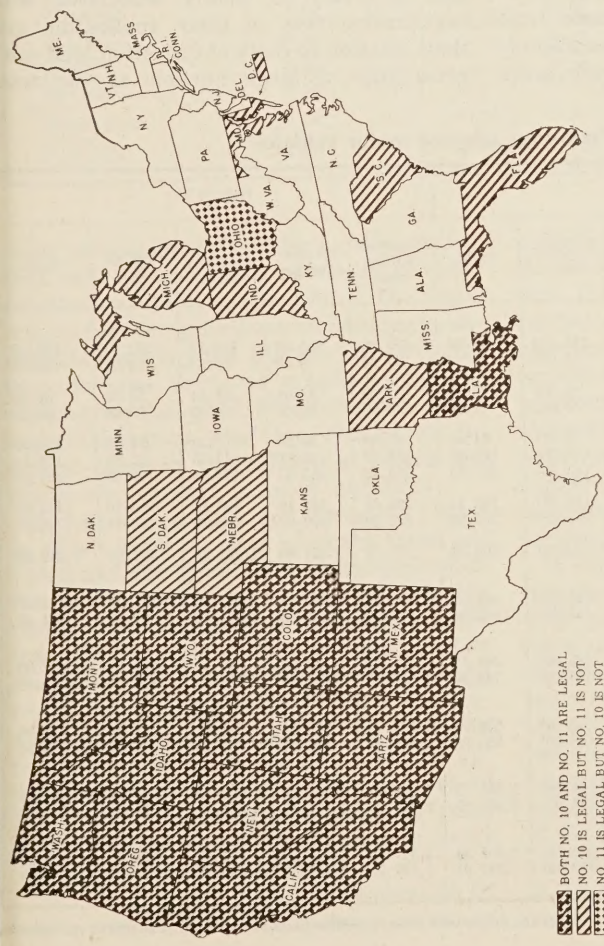 WASH.
MONT.
N DAK
MINN
ME.
OREG.
IDAHO
WYO
S. DAK
WIS
MICH
N Y
VT.
N H
MASS
R.I.
CONN.
NEV
UTAH
COLO
NEBR
IOWA
ILL
IND
OHIO
PA
N J
DEL
MD
D. C.
CALIF
ARIZ
N MEX
KANS
MO.
KY.
W. VA
VA
OKLA
ARK
TENN.
N. C
S. C
TEX
LA
MISS.
ALA.
GA.
FLA
BOTH NO. 10 AND NO. 11 ARE LEGAL
NO. 10 IS LEGAL BUT NO. 11 IS NOT
NO. 11 IS LEGAL BUT NO. 10 IS NOT